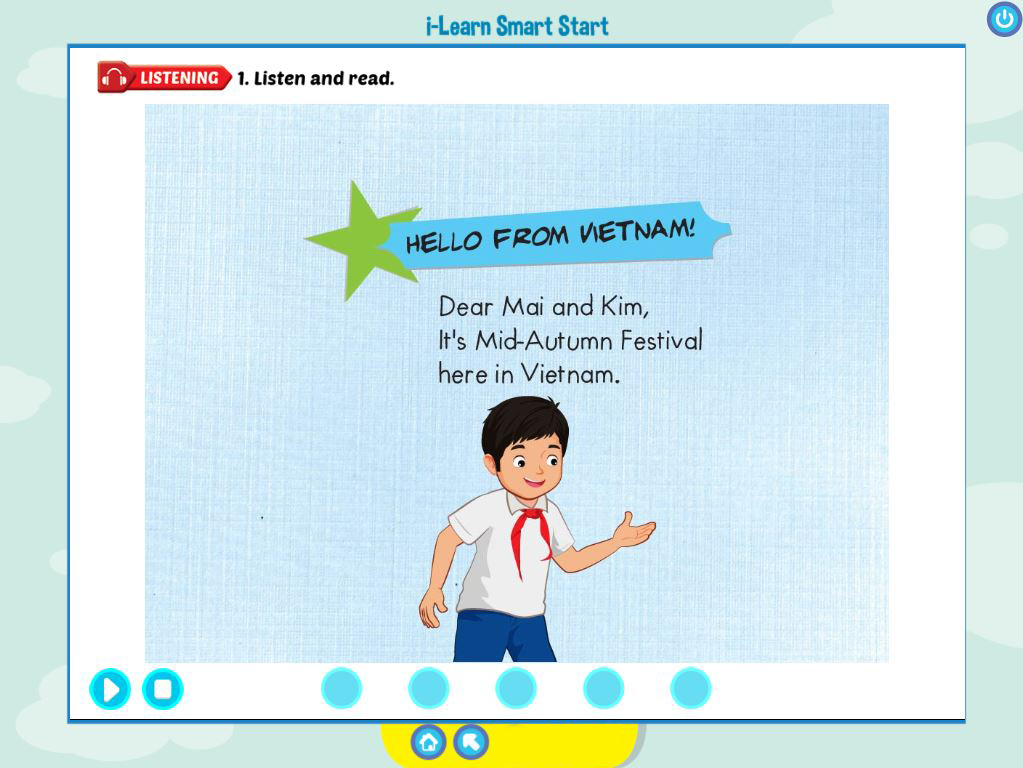 i-Learn Smart Start
LISTENING 1. Listen and read.
HELLO FROM VIETNAM!
Dear Mai and Kim,
It's Mid-Autumn Festival
here in Vietnam.